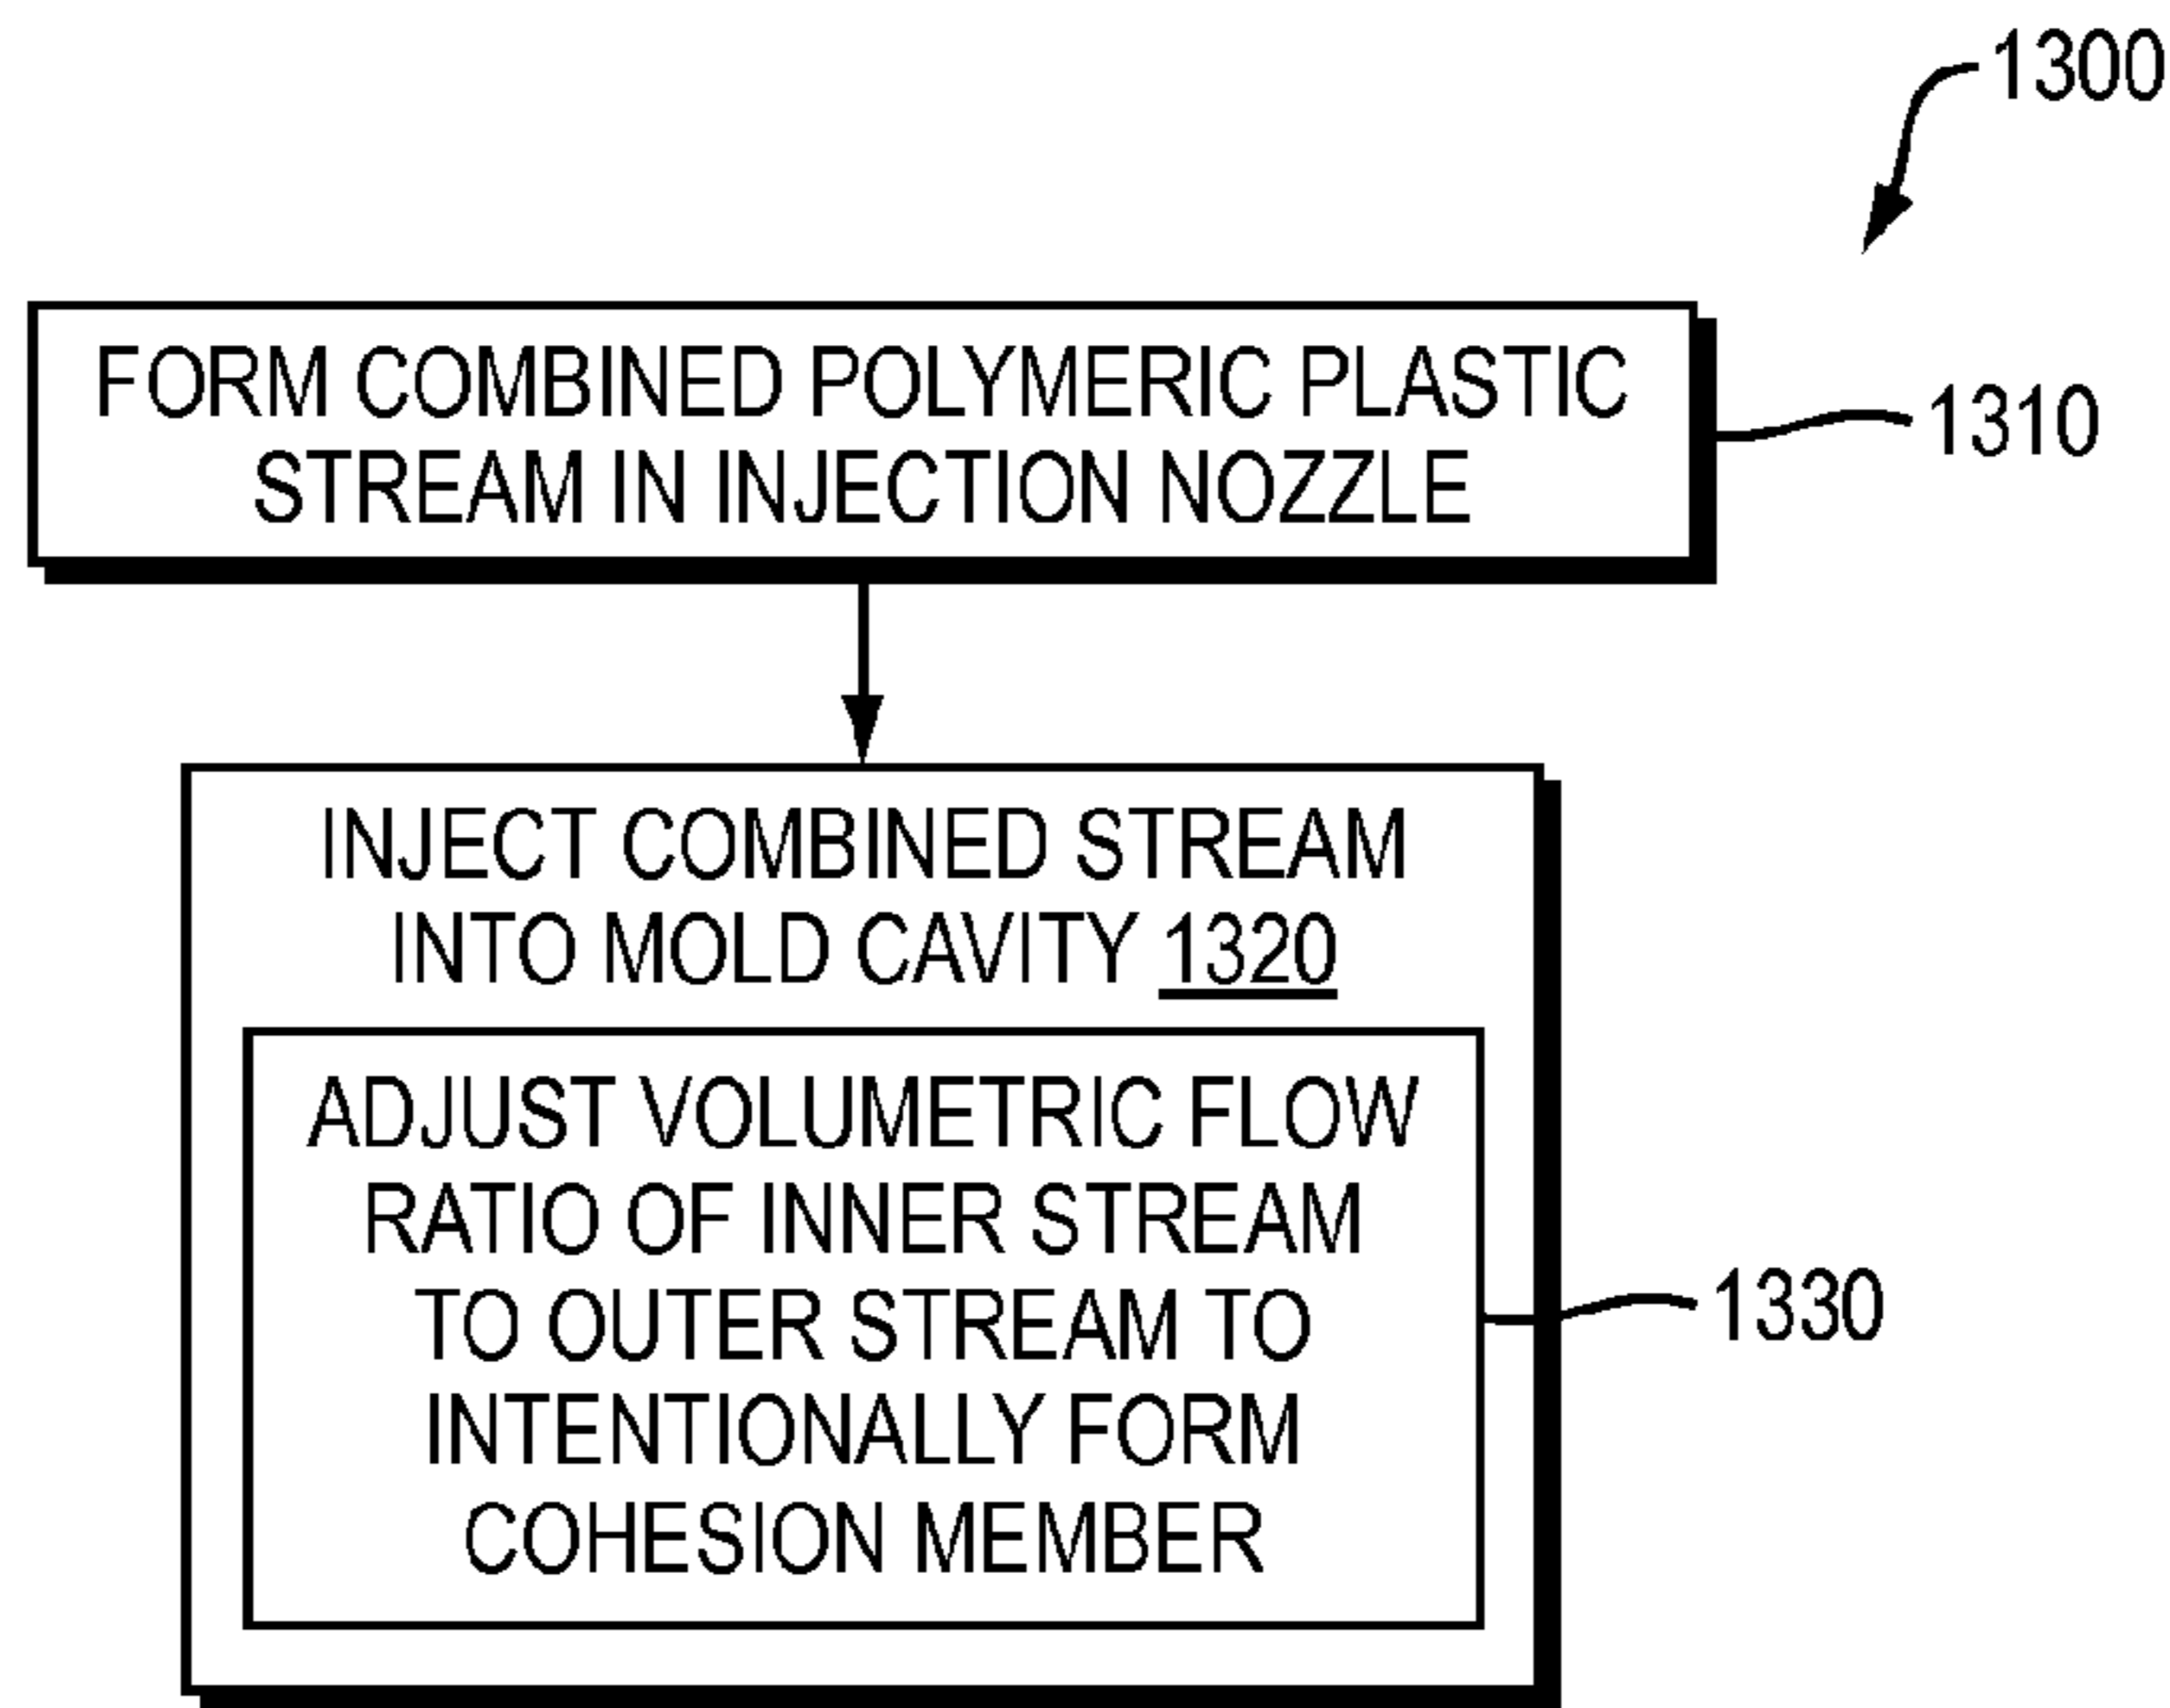 1300
FORM COMBINED POLYMERIC PLASTIC
STREAM IN INJECTION NOZZLE
1310
INJECT COMBINED STREAM
INTO MOLD CAVITY 1320
ADJUST VOLUMETRIC FLOW
RATIO OF INNER STREAM
TO OUTER STREAM TO
INTENTIONALLY FORM
COHESION MEMBER
1330